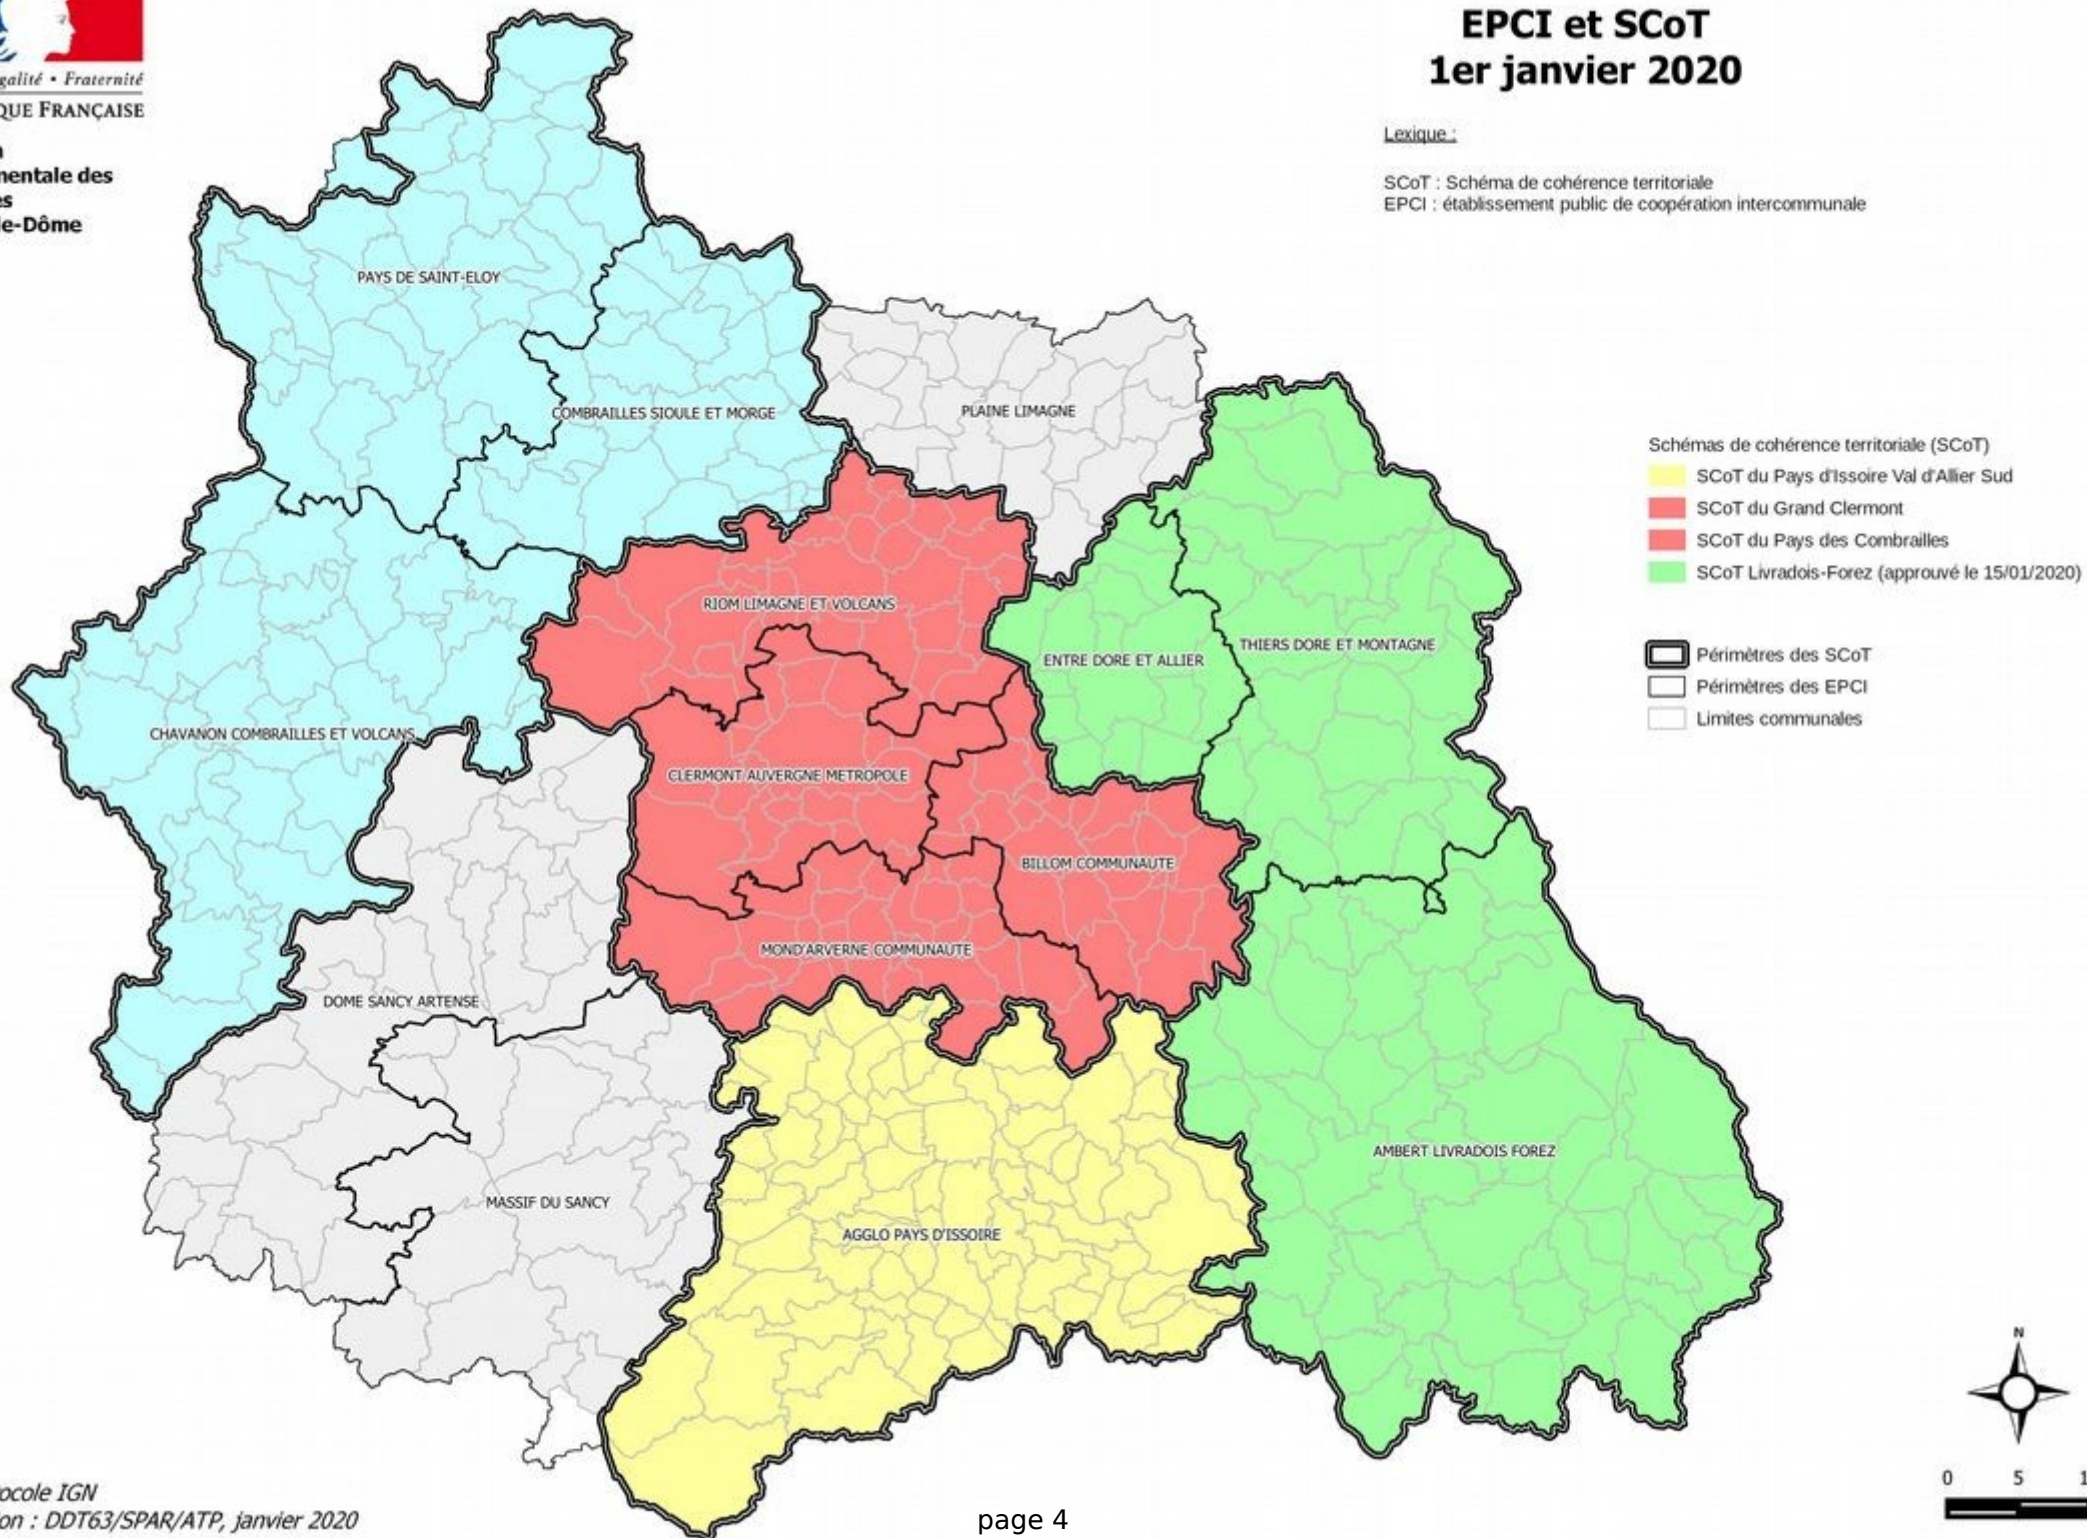 galité • Fraternité
QUE FRANÇAISE
nentale des
es
le-Dôme
EPCI et SCoT
1er janvier 2020
Lexique :
SCoT : Schéma de cohérence territoriale
EPCI : établissement public de coopération intercommunale
PAYS DE SAINT-ELOY
COMBRAILLES SIOULE ET MORGE
PLAINE LIMAGNE
Schémas de cohérence territoriale (SCoT)
SCoT du Pays d'Issoire Val d'Allier Sud
SCoT du Grand Clermont
SCoT du Pays des Combrailles
SCoT Livradois-Forez (approuvé le 15/01/2020)
Périmètres des SCoT
Périmètres des EPCI
Limites communales
RIOM LIMAGNE ET VOLCANS
ENTRE DORE ET ALLIER
THIERS DORE ET MONTAGNE
CHAVANON COMBRAILLES ET VOLCANS
CLERMONT AUVERGNE METROPOLE
BILLOM COMMUNAUTE
MOND'ARVERNE COMMUNAUTE
DOME SANCY ARTENSE
AMBERT LIVRADOIS FOREZ
MASSIF DU SANCY
AGGLO PAYS D'ISSOIRE
N
0 5 1
ocole IGN
on : DDT63/SPAR/ATP, janvier 2020
page 4